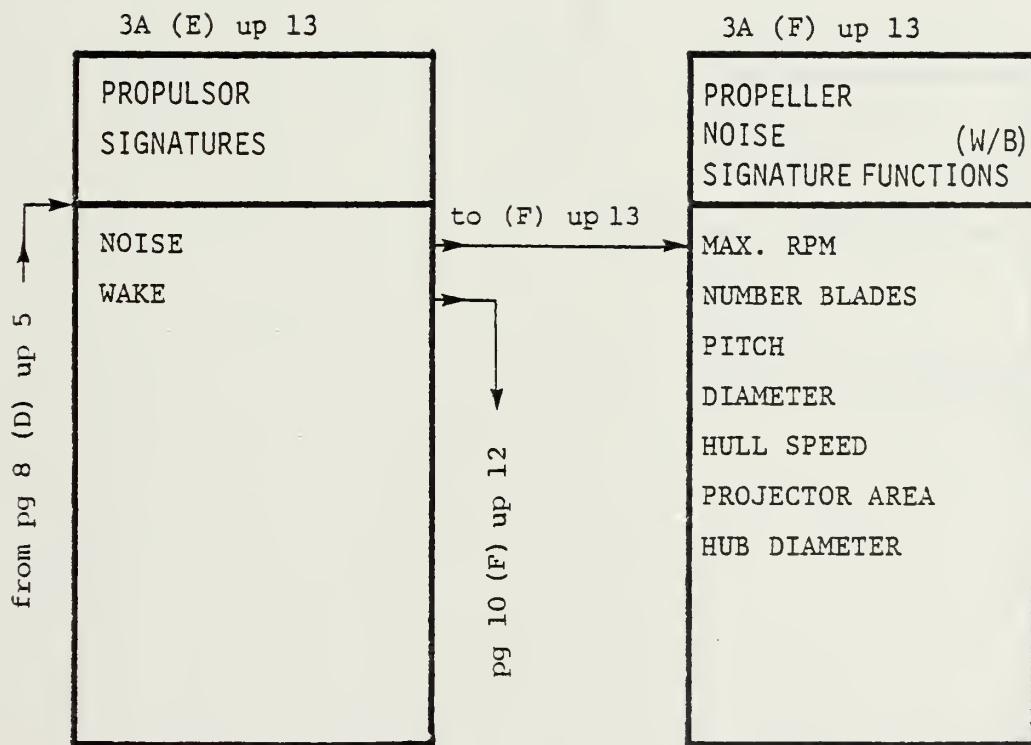 3A (E) up 13
PROPULSOR
SIGNATURES
from pg 8 (D) up 5
NOISE
WAKE
to (F) up 13
pg 10 (F) up 12
3A (F) up 13
PROPELLER
NOISE (W/B)
SIGNATURE FUNCTIONS
MAX. RPM
NUMBER BLADES
PITCH
DIAMETER
HULL SPEED
PROJECTOR AREA
HUB DIAMETER